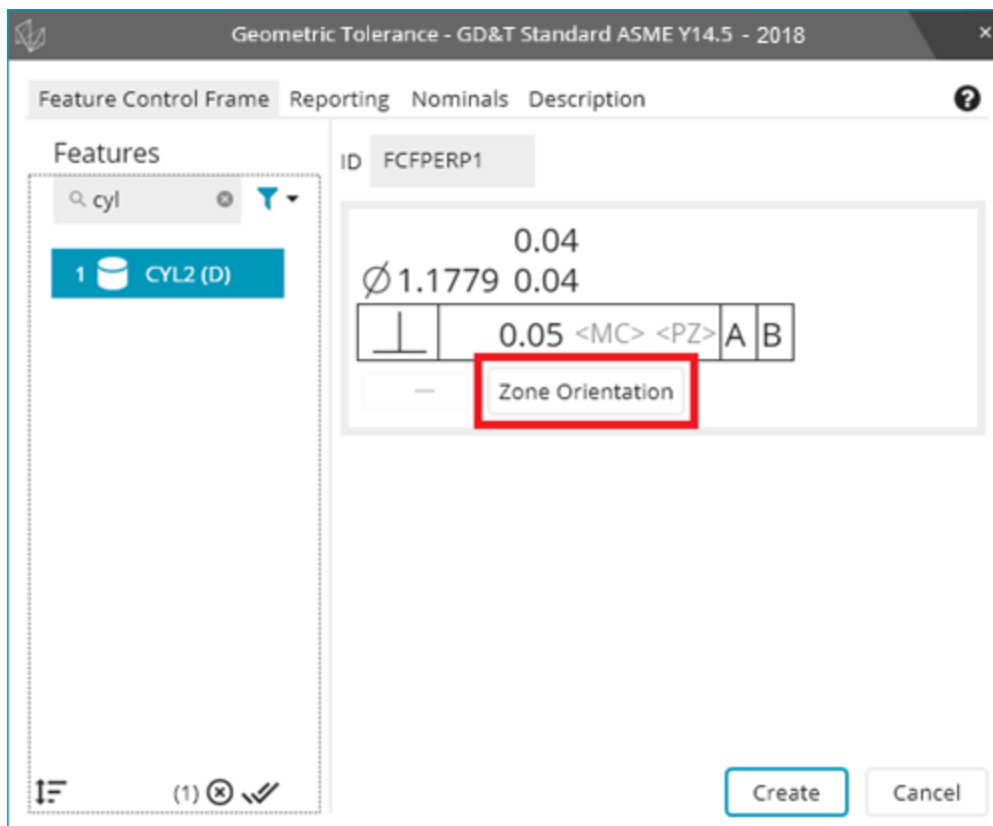 Geometric Tolerance - GD&T Standard ASME Y14.5 - 2018
Feature Control Frame Reporting Nominals Description
Features
cyl
1 CYL2 (D)
(1)
ID FCFPERP1
0.04
∅1.1779 0.04
⊥ 0.05 <MC> <PZ> A B
Zone Orientation
Create Cancel